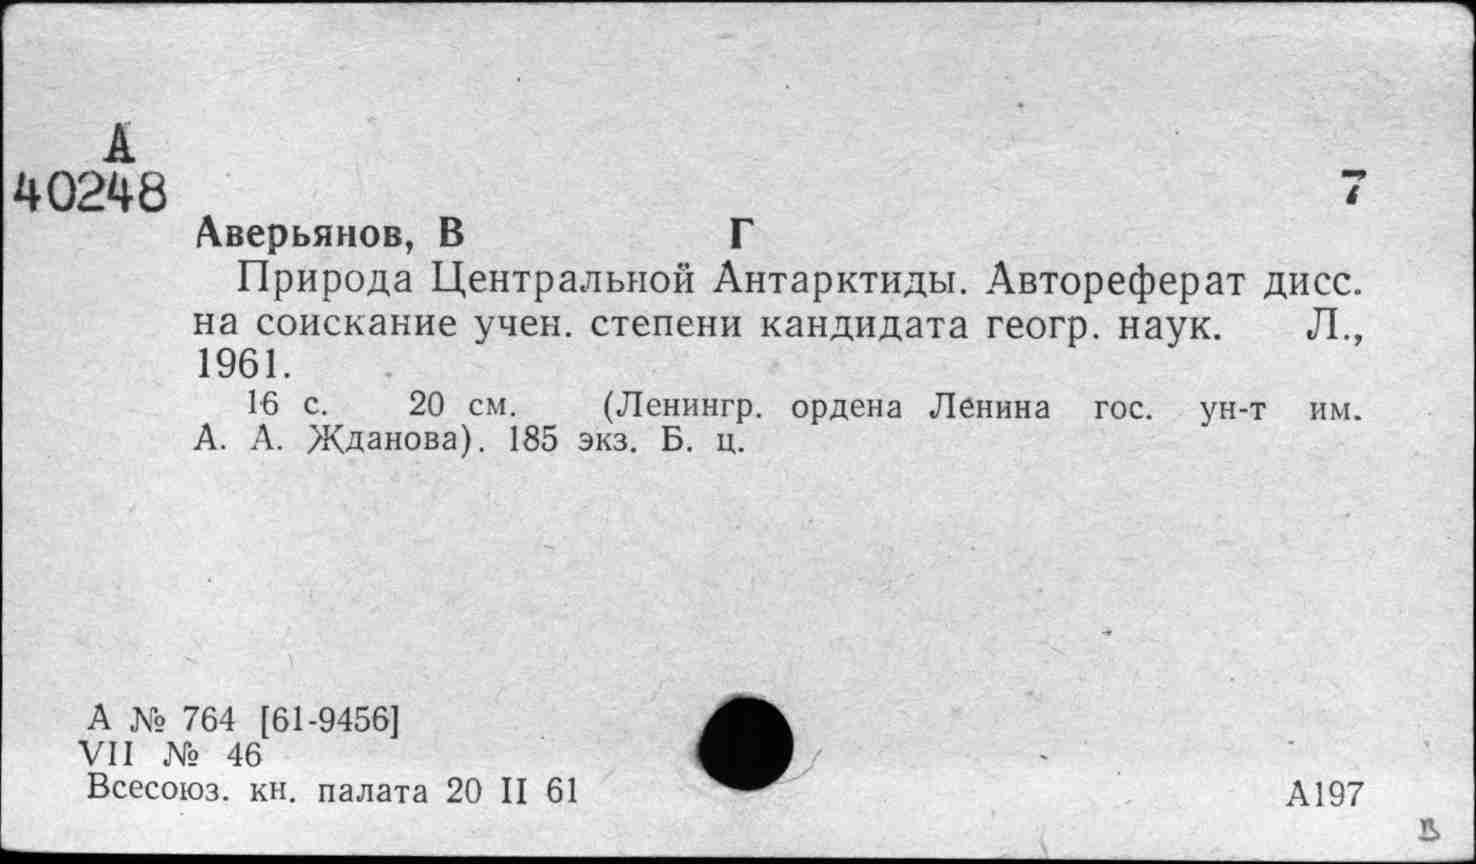 А
40248
7
Аверьянов, В Г
Природа Центральной Антарктиды. Автореферат дисс.
на соискание учен. степени кандидата геогр. наук. Л.,
1961.
16 с. 20 см. (Ленингр. ордена Ленина гос. ун-т им.
А. А. Жданова). 185 экз. Б. ц.
А № 764 [61-9456]
VII № 46
Всесоюз. кн. палата 20 II 61
А197
В